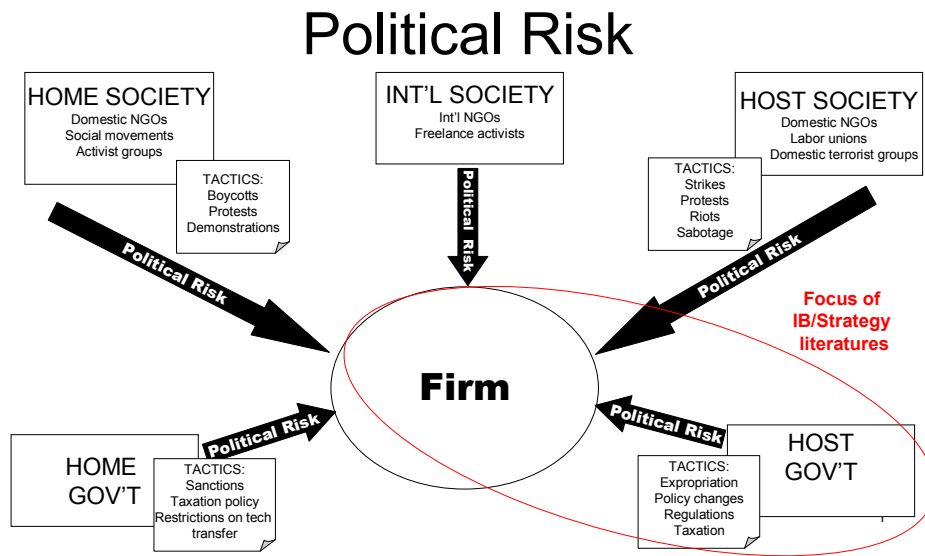 Political Risk
HOME SOCIETY
Domestic NGOs
Social movements
Activist groups
TACTICS:
Boycotts
Protests
Demonstrations
Political Risk
INT'L SOCIETY
Int'l NGOs
Freelance activists
Political Risk
HOST SOCIETY
Domestic NGOs
Labor unions
Domestic terrorist groups
TACTICS:
Strikes
Protests
Riots
Sabotage
Political Risk
Focus of
IB/Strategy
literatures
Firm
HOME
GOV'T
TACTICS:
Sanctions
Taxation policy
Restrictions on tech
transfer
Political Risk
HOST
GOV'T
TACTICS:
Expropriation
Policy changes
Regulations
Taxation
Political Risk